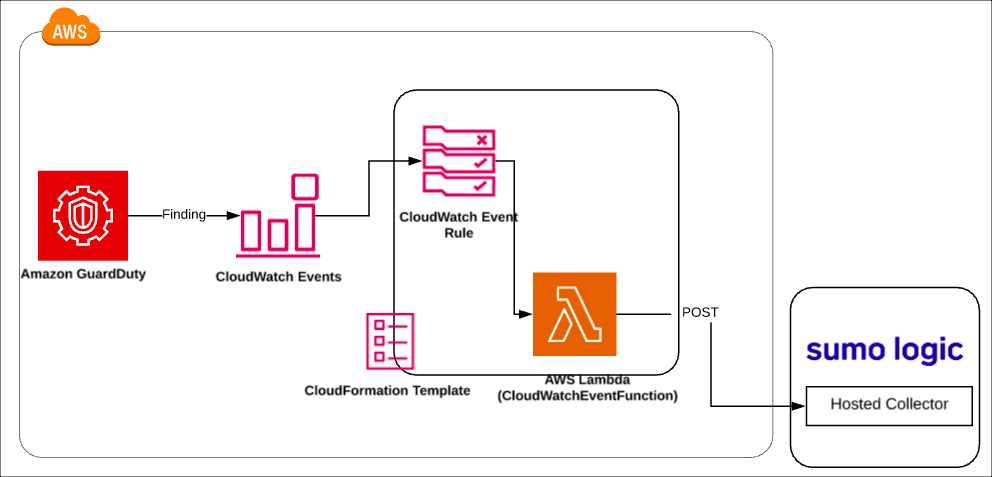 AWS
CloudWatch Event
Rule
Finding
Amazon GuardDuty
CloudWatch Events
POST
sumo logic
CloudFormation Template
AWS Lambda
(CloudWatchEventFunction)
Hosted Collector